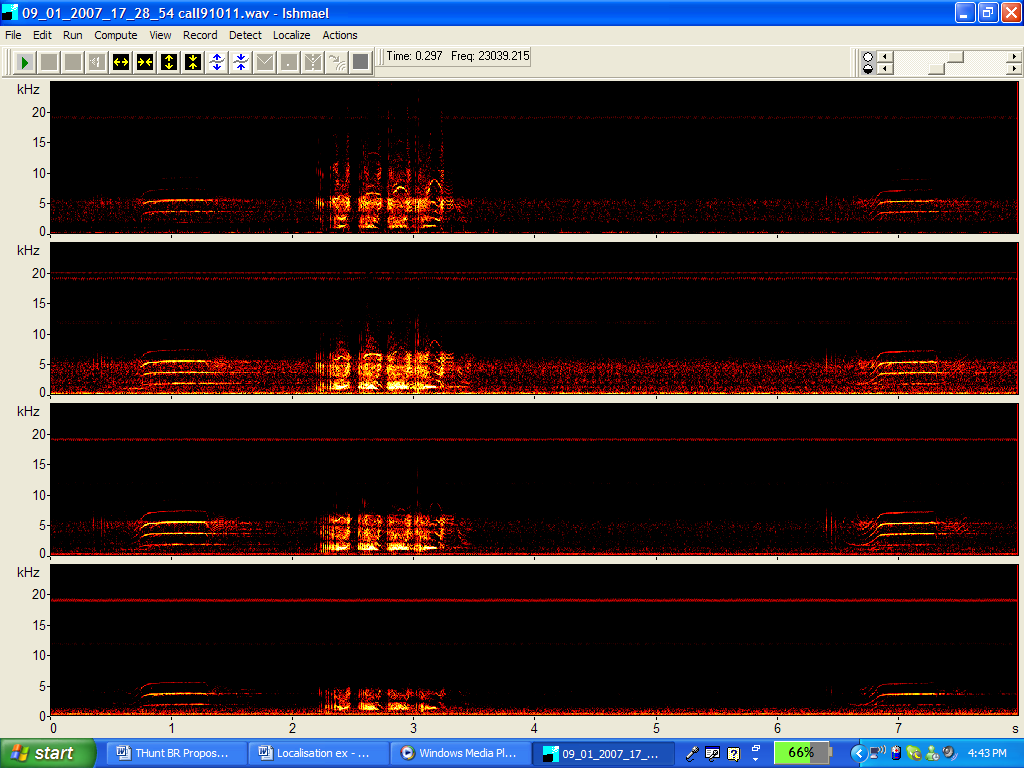 09_01_2007_17_28_54 call91011.wav - Ishmael
File Edit Run Compute View Record Detect Localize Actions
Time: 0.297 Freq: 23039.215
kHz
20
15
10
5
0
kHz
20
15
10
5
0
kHz
20
15
10
5
0
kHz
20
15
10
5
0
0 1 2 3 4 5 6 7 s
start THunt BR Propos... Localisation ex - ... Windows Media Pl... 09_01_2007_17_... 66% 4:43 PM